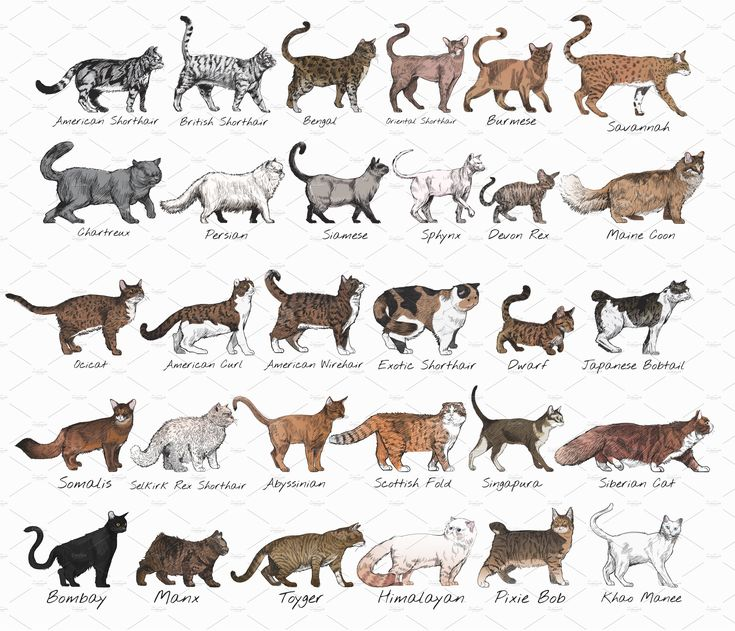 American Shorthair
British Shorthair
Bengal
Oriental Shorthair
Burmese
Savannah
Chartreux
Persian
Siamese
Sphynx
Devon Rex
Maine Coon
Ocicat
American Curl
American Wirehair
Exotic Shorthair
Dwarf
Japanese Bobtail
Somalis
Selkirk Rex Shorthair
Abyssinian
Scottish Fold
Singapura
Siberian Cat
Bombay
Manx
Toyger
Himalayan
Pixie Bob
Khao Manee